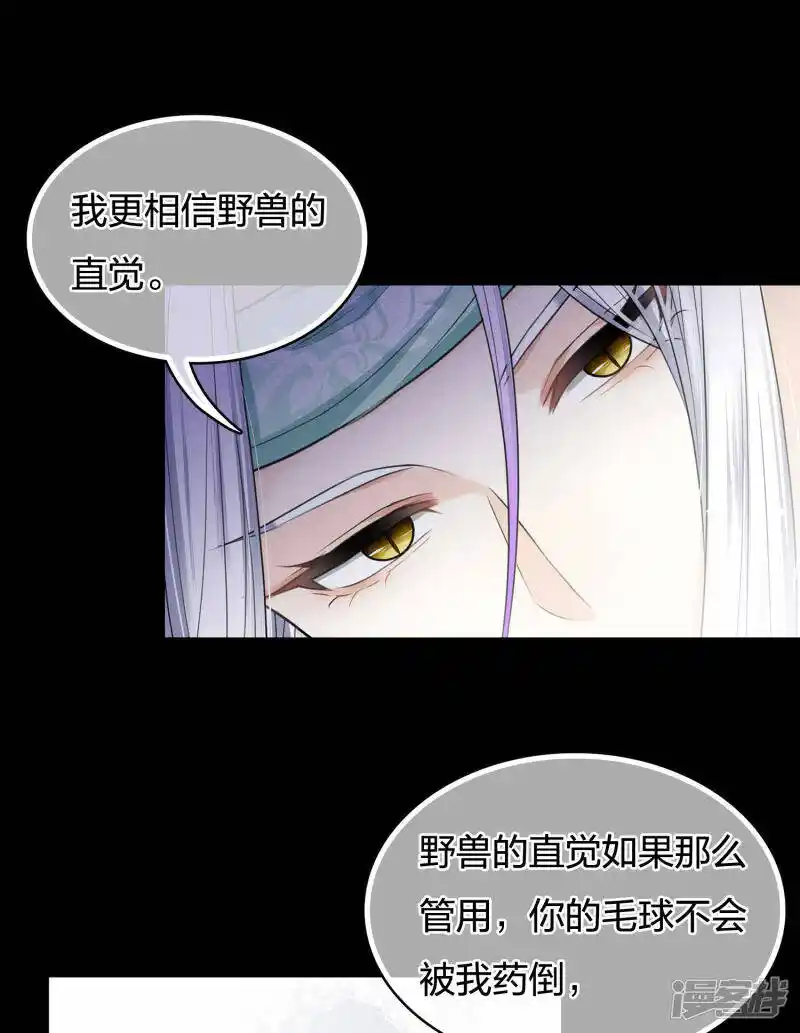 我更相信野兽的
直觉。
野兽的直觉如果那么
管用，你的毛球不会
被我药倒，
漫客栈